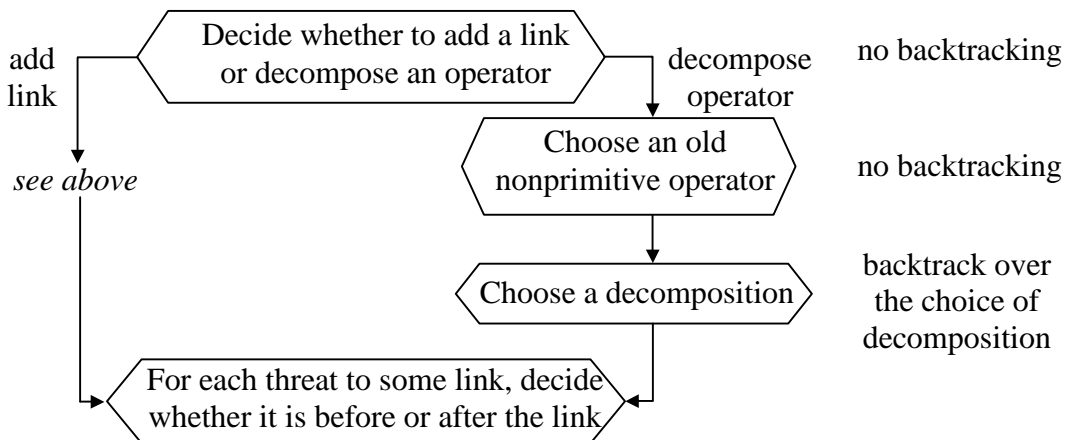 Decide whether to add a link
or decompose an operator
add
link
decompose
operator
no backtracking
Choose an old
nonprimitive operator
no backtracking
see above
Choose a decomposition
backtrack over
the choice of
decomposition
For each threat to some link, decide
whether it is before or after the link